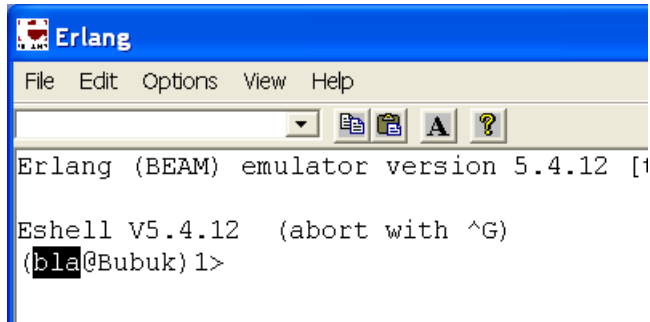 Erlang
File Edit Options View Help
A ?
Erlang (BEAM) emulator version 5.4.12 [
Eshell V5.4.12 (abort with ^G)
(bla@Bubuk)1>